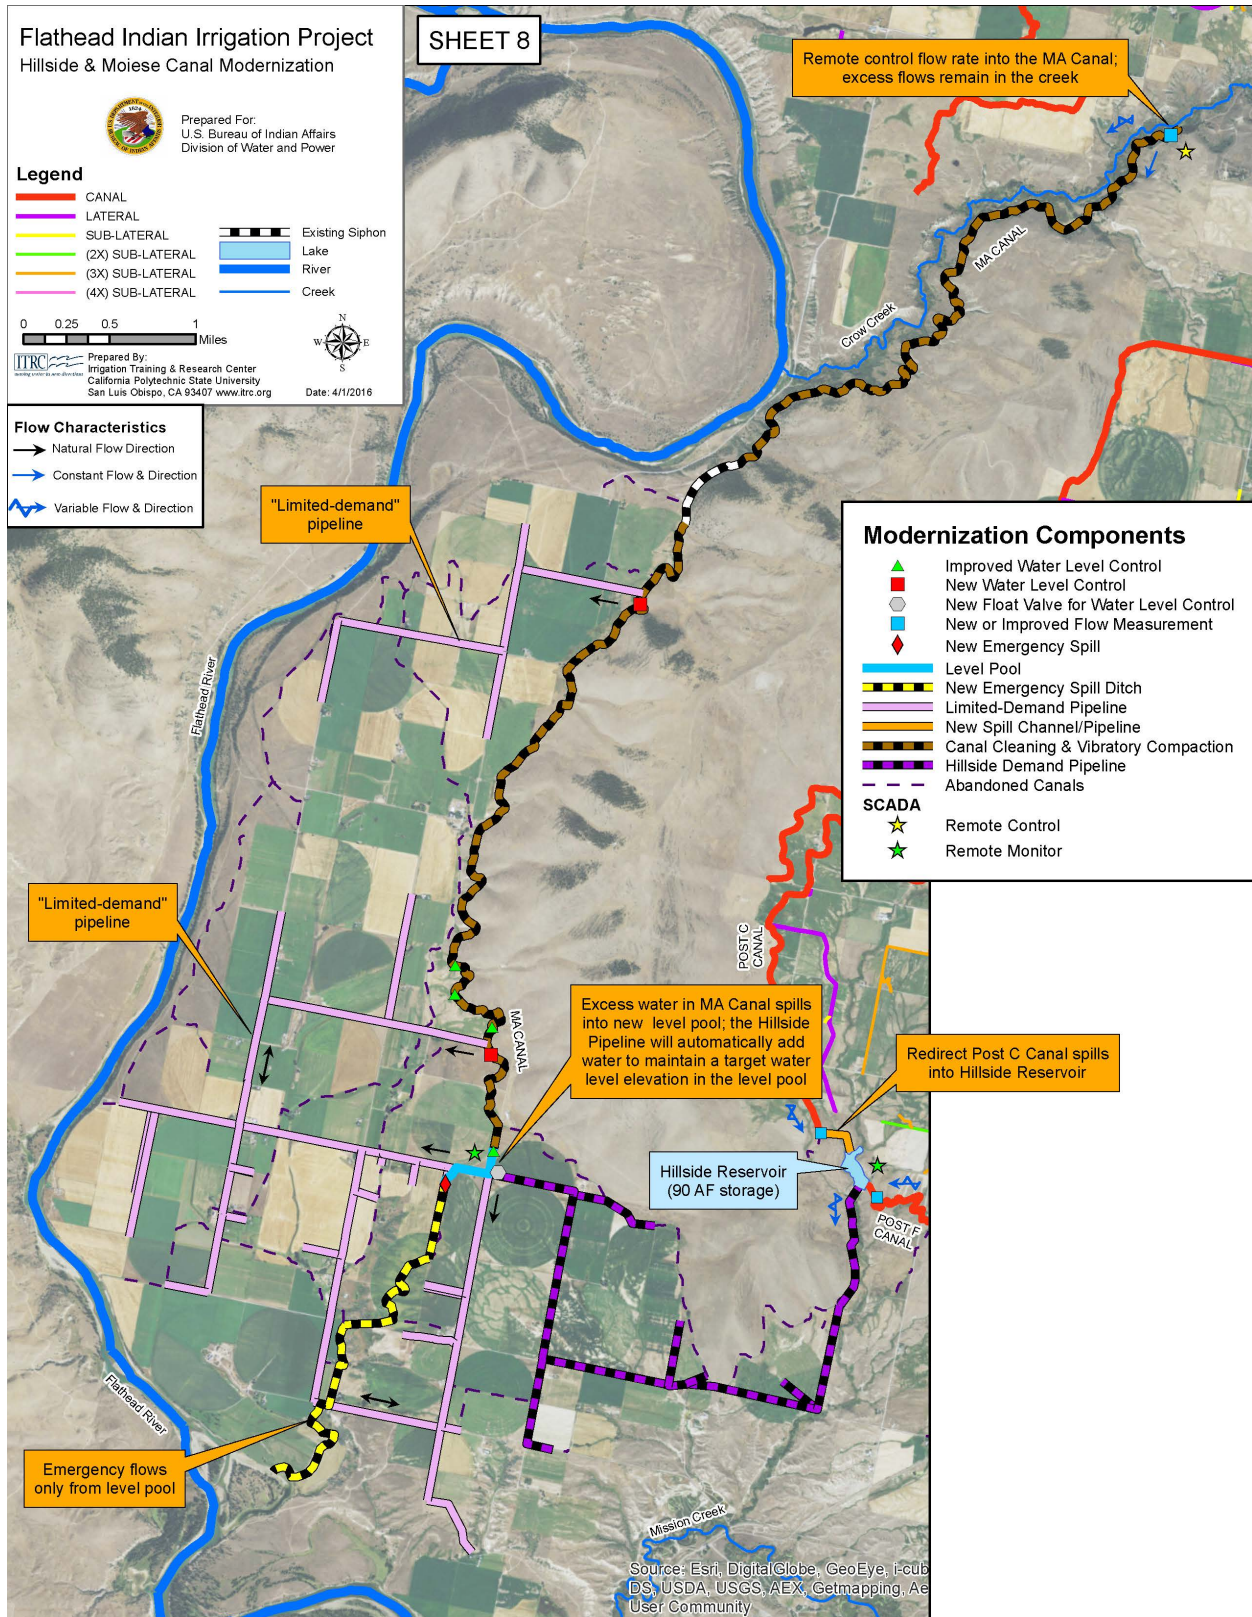 Flathead Indian Irrigation Project
Hillside & Moiese Canal Modernization
Prepared For:
U.S. Bureau of Indian Affairs
Division of Water and Power
Legend
CANAL
LATERAL
SUB-LATERAL
(2X) SUB-LATERAL
(3X) SUB-LATERAL
(4X) SUB-LATERAL
Existing Siphon
Lake
River
Creek
0 0.25 0.5 1
Miles
N
W E
S
ITRC
Prepared By:
Irrigation Training & Research Center
California Polytechnic State University
San Luis Obispo, CA 93407 www.itrc.org
Date: 4/1/2016
Flow Characteristics
Natural Flow Direction
Constant Flow & Direction
Variable Flow & Direction
SHEET 8
Remote control flow rate into the MA Canal;
excess flows remain in the creek
MA CANAL
Crow Creek
"Limited-demand"
pipeline
Flathead River
Modernization Components
Improved Water Level Control
New Water Level Control
New Float Valve for Water Level Control
New or Improved Flow Measurement
New Emergency Spill
Level Pool
New Emergency Spill Ditch
Limited-Demand Pipeline
New Spill Channel/Pipeline
Canal Cleaning & Vibratory Compaction
Hillside Demand Pipeline
Abandoned Canals
SCADA
Remote Control
Remote Monitor
"Limited-demand"
pipeline
POST C
CANAL
MA CANAL
Excess water in MA Canal spills
into new level pool; the Hillside
Pipeline will automatically add
water to maintain a target water
level elevation in the level pool
Redirect Post C Canal spills
into Hillside Reservoir
Hillside Reservoir
(90 AF storage)
POST F
CANAL
Flathead River
Emergency flows
only from level pool
Mission Creek
Source: Esri, DigitalGlobe, GeoEye, i-cub
DS, USDA, USGS, AEX, Getmapping, Ae
User Community